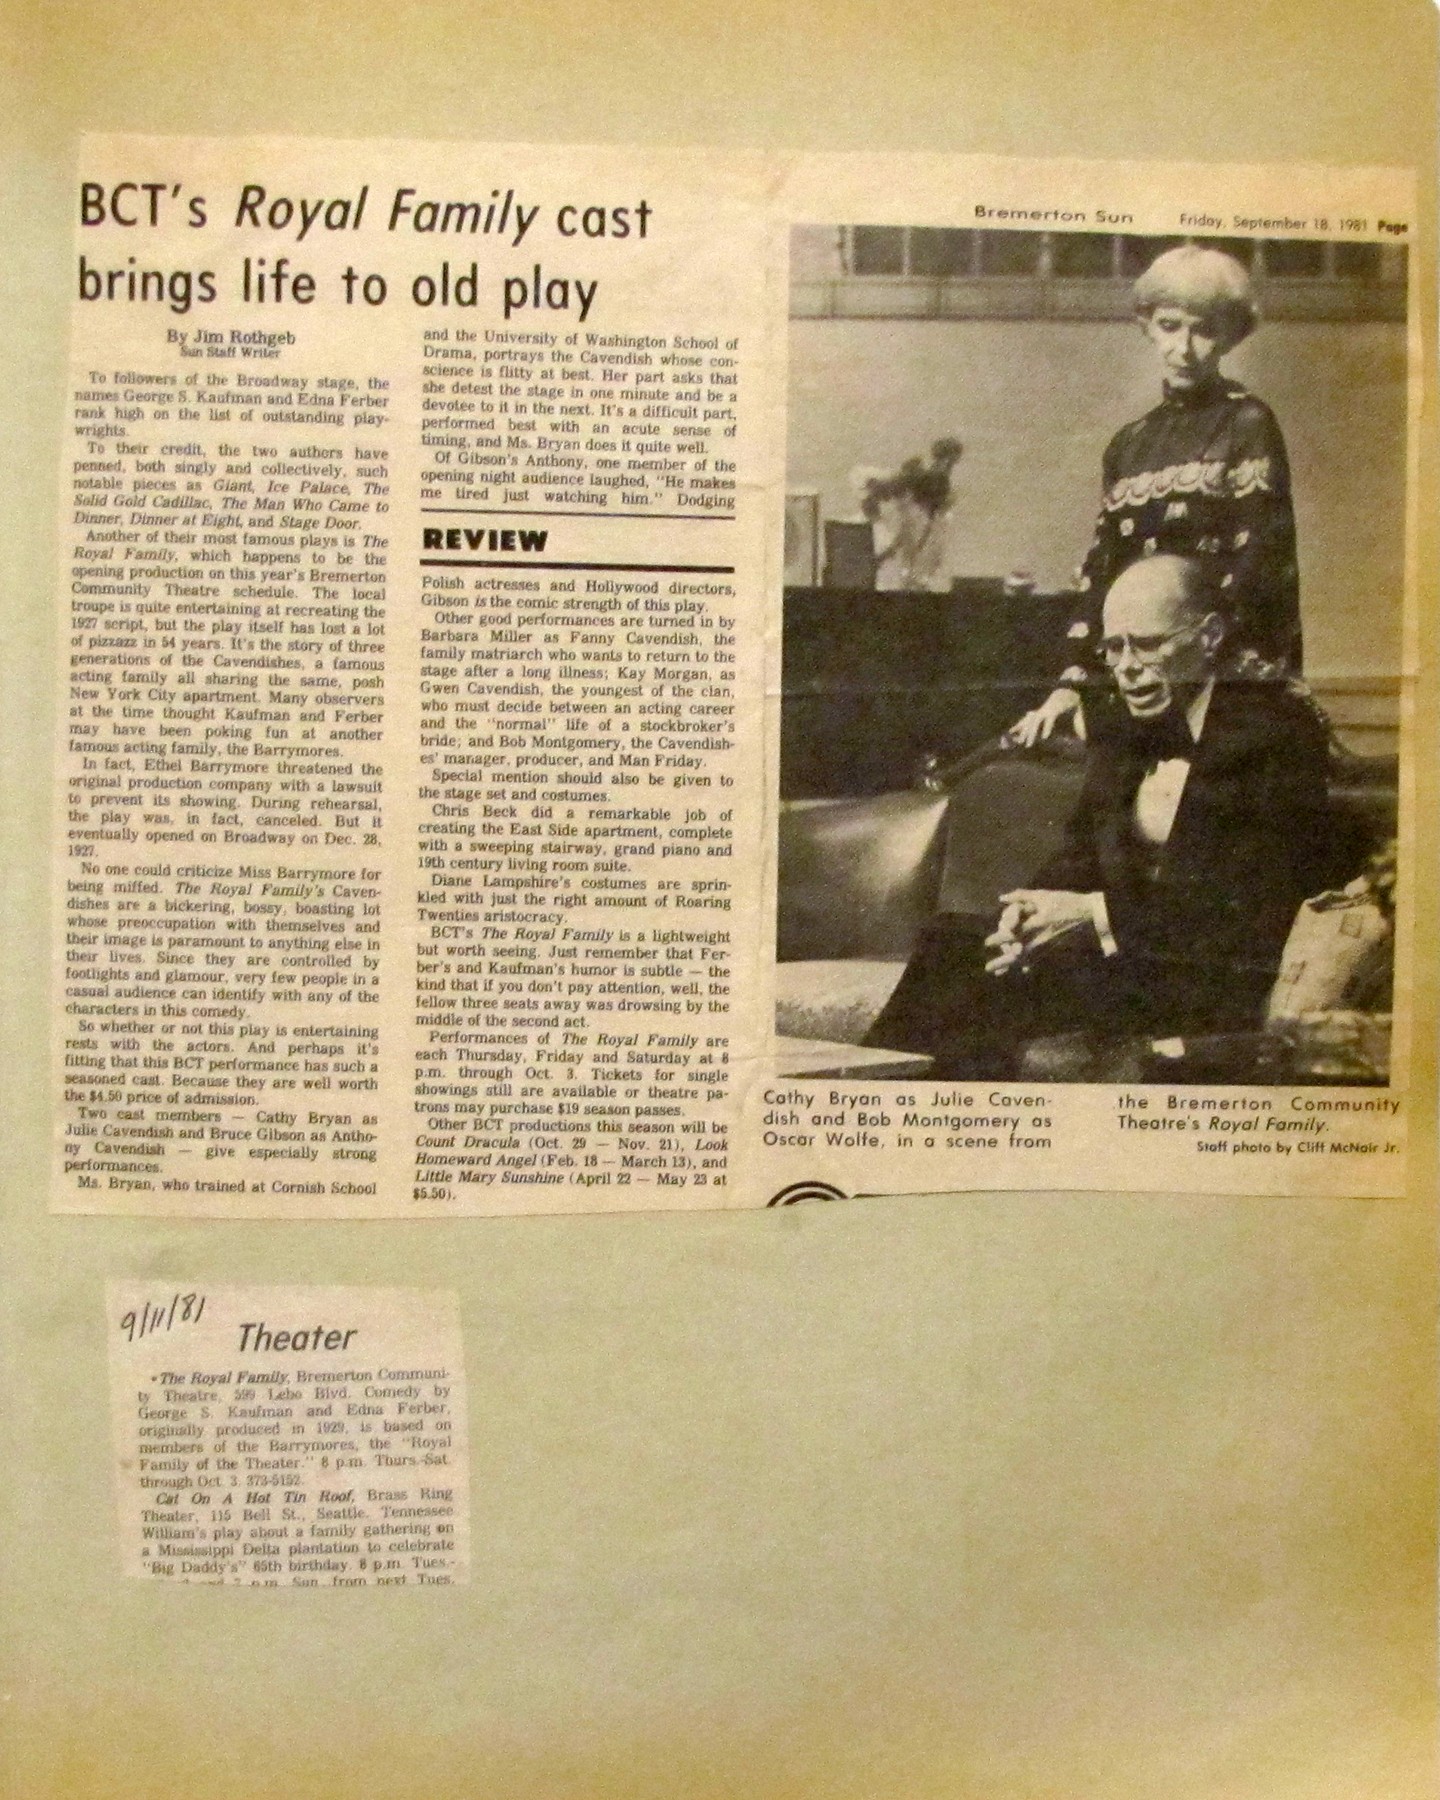 BCT's Royal Family cast
brings life to old play
By Jim Rothgeb
Sun Staff Writer
To followers of the Broadway stage, the
names George S. Kaufman and Edna Ferber
rank high on the list of outstanding play-
wrights.
To their credit, the two authors have
penned, both singly and collectively, such
notable pieces as Giant, Ice Palace, The
Solid Gold Cadillac, The Man Who Came to
Dinner, Dinner at Eight, and Stage Door.
Another of their most famous plays is The
Royal Family, which happens to be the
opening production on this year's Bremerton
Community Theatre schedule. The local
troupe is quite entertaining at recreating the
1927 script, but the play itself has lost a lot
of pizzazz in 54 years. It's the story of three
generations of the Cavendishes, a famous
acting family all sharing the same, posh
New York City apartment. Many observers
at the time thought Kaufman and Ferber
may have been poking fun at another
famous acting family, the Barrymores.
In fact, Ethel Barrymore threatened the
original production company with a lawsuit
to prevent its showing. During rehearsal,
the play was, in fact, canceled. But it
eventually opened on Broadway on Dec. 28,
1927.
No one could criticize Miss Barrymore for
being miffed. The Royal Family's Caven-
dishes are a bickering, bossy, boasting lot
whose preoccupation with themselves and
their image is paramount to anything else in
their lives. Since they are controlled by
footlights and glamour, very few people in a
casual audience can identify with any of the
characters in this comedy.
So whether or not this play is entertaining
rests with the actors. And perhaps it's
fitting that this BCT performance has such a
seasoned cast. Because they are well worth
the $4.50 price of admission.
Two cast members — Cathy Bryan as
Julie Cavendish and Bruce Gibson as Antho-
ny Cavendish — give especially strong
performances.
Ms. Bryan, who trained at Cornish School
and the University of Washington School of
Drama, portrays the Cavendish whose con-
science is flitty at best. Her part asks that
she detest the stage in one minute and be a
devotee to it in the next. It's a difficult part,
performed best with an acute sense of
timing, and Ms. Bryan does it quite well.
Of Gibson's Anthony, one member of the
opening night audience laughed, "He makes
me tired just watching him." Dodging
REVIEW
Polish actresses and Hollywood directors,
Gibson is the comic strength of this play.
Other good performances are turned in by
Barbara Miller as Fanny Cavendish, the
family matriarch who wants to return to the
stage after a long illness; Kay Morgan, as
Gwen Cavendish, the youngest of the clan,
who must decide between an acting career
and the "normal" life of a stockbroker's
bride; and Bob Montgomery, the Cavendish-
es' manager, producer, and Man Friday.
Special mention should also be given to
the stage set and costumes.
Chris Beck did a remarkable job of
creating the East Side apartment, complete
with a sweeping stairway, grand piano and
19th century living room suite.
Diane Lampshire's costumes are sprin-
kled with just the right amount of Roaring
Twenties aristocracy.
BCT's The Royal Family is a lightweight
but worth seeing. Just remember that Fer-
ber's and Kaufman's humor is subtle — the
kind that if you don't pay attention, well, the
fellow three seats away was drowsing by the
middle of the second act.
Performances of The Royal Family are
each Thursday, Friday and Saturday at 8
p.m. through Oct. 3. Tickets for single
showings still are available or theatre pa-
trons may purchase $19 season passes.
Other BCT productions this season will be
Count Dracula (Oct. 29 — Nov. 21), Look
Homeward Angel (Feb. 18 — March 13), and
Little Mary Sunshine (April 22 — May 23 at
$5.50).
Bremerton Sun Friday, September 18, 1981 Page
Cathy Bryan as Julie Caven-
dish and Bob Montgomery as
Oscar Wolfe, in a scene from
the Bremerton Community
Theatre's Royal Family.
Staff photo by Cliff McNair Jr.
9/11/81
Theater
•The Royal Family, Bremerton Communi-
ty Theatre, 599 Lebo Blvd. Comedy by
George S. Kaufman and Edna Ferber,
originally produced in 1929, is based on
members of the Barrymores, the "Royal
Family of the Theater." 8 p.m. Thurs.-Sat.
through Oct. 3. 373-5152.
Cat On A Hot Tin Roof, Brass Ring
Theater, 115 Bell St., Seattle. Tennessee
William's play about a family gathering on
a Mississippi Delta plantation to celebrate
"Big Daddy's" 65th birthday. 8 p.m. Tues.-
and 7 p.m. Sun. from next Tues.